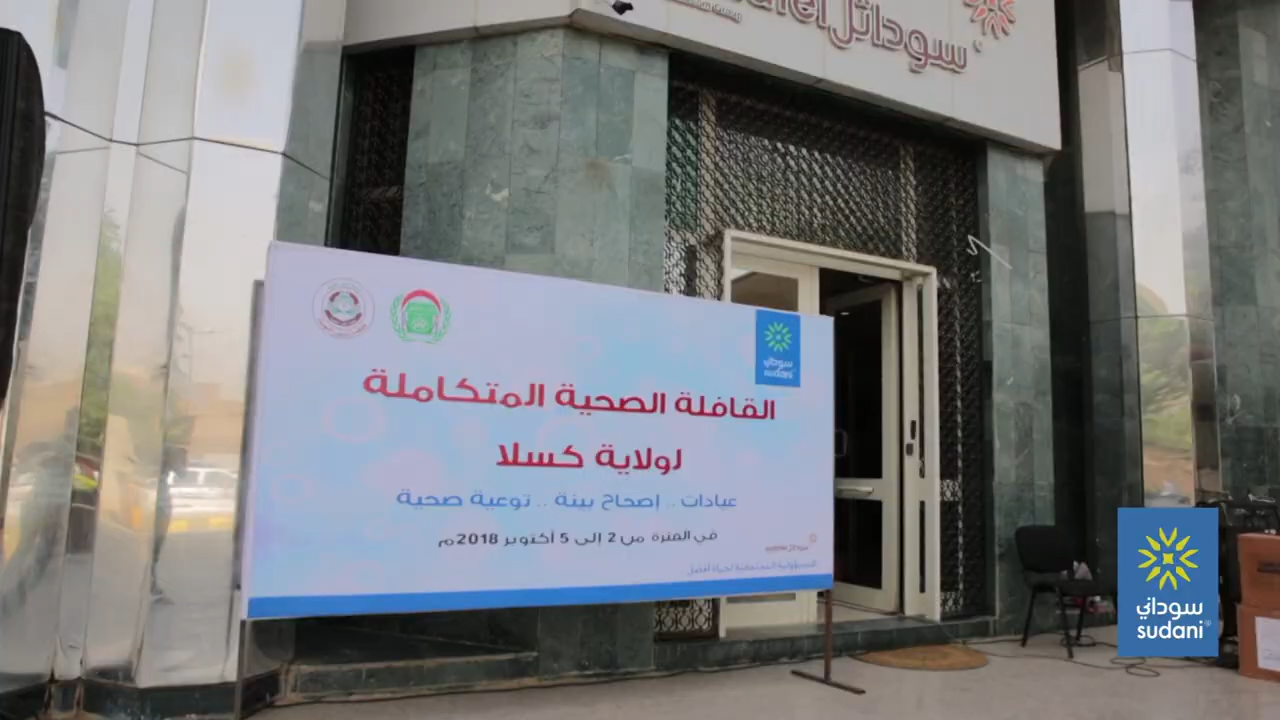 سوداتل
القافلة الصحية المتكاملة
لولاية كسلا
عيادات .. إصحاح بيئة .. توعية صحية
في الفترة من 2 إلى 5 أكتوبر 2018م
سوداني
sudani
سوداني
sudani